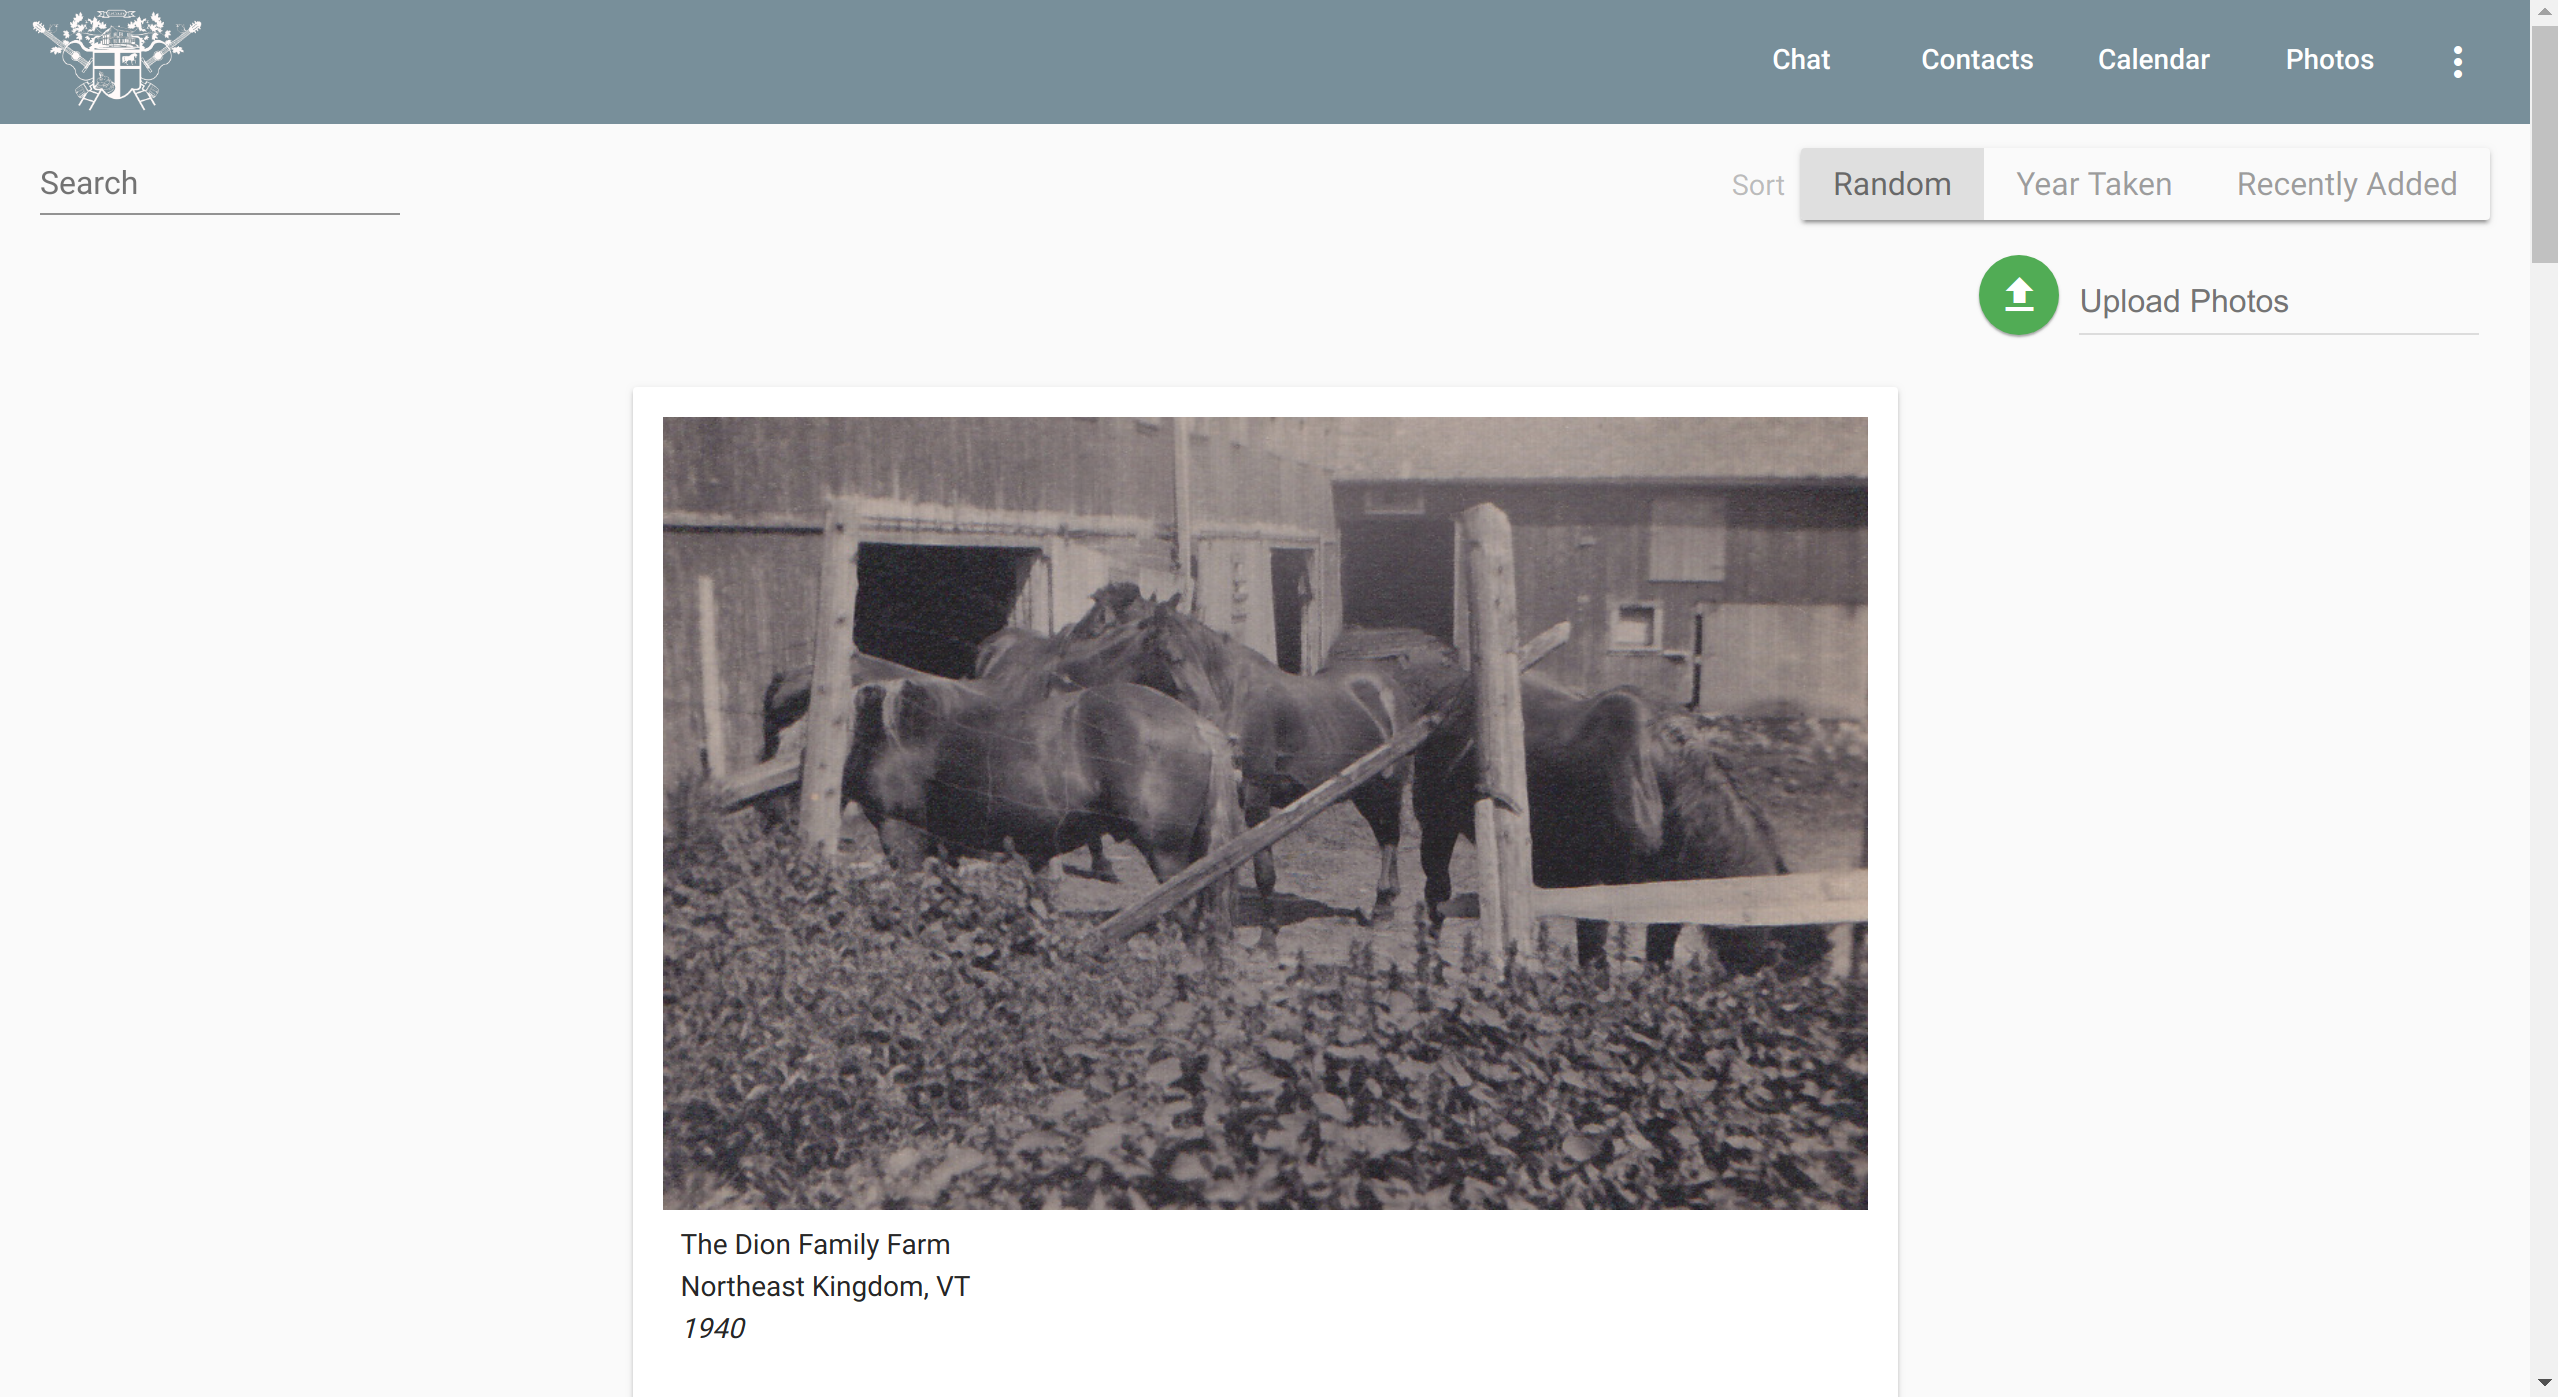 Chat Contacts Calendar Photos
Search
Sort Random Year Taken Recently Added
Upload Photos
The Dion Family Farm
Northeast Kingdom, VT
1940